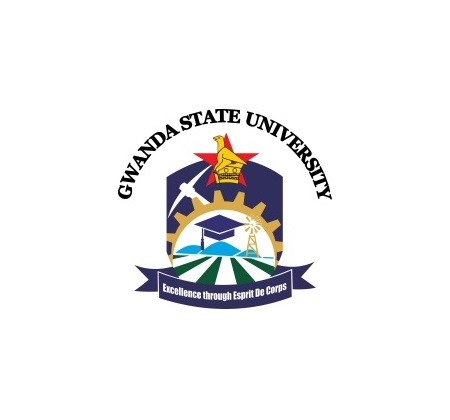 GWANDA STATE UNIVERSITY
Excellence through Esprit De Corps